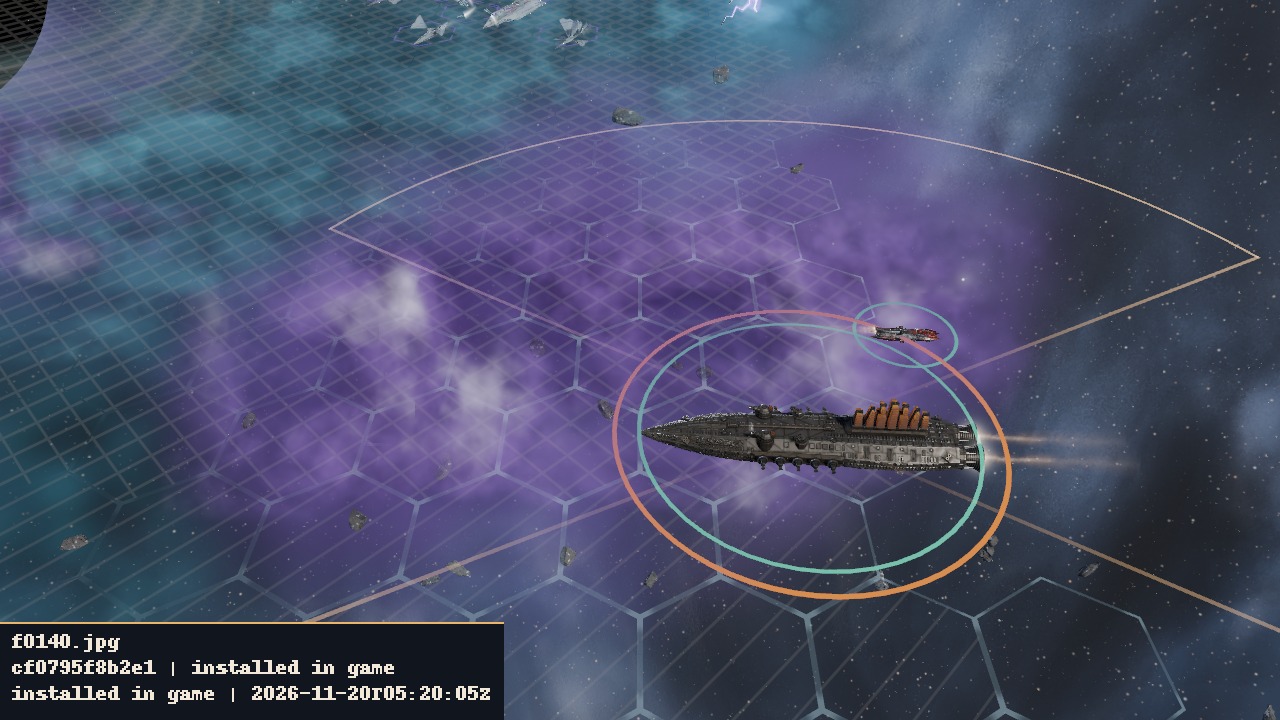 f0140.jpg
cf0795f8b2e1 | installed in game
installed in game | 2026-11-20T05:20:05Z